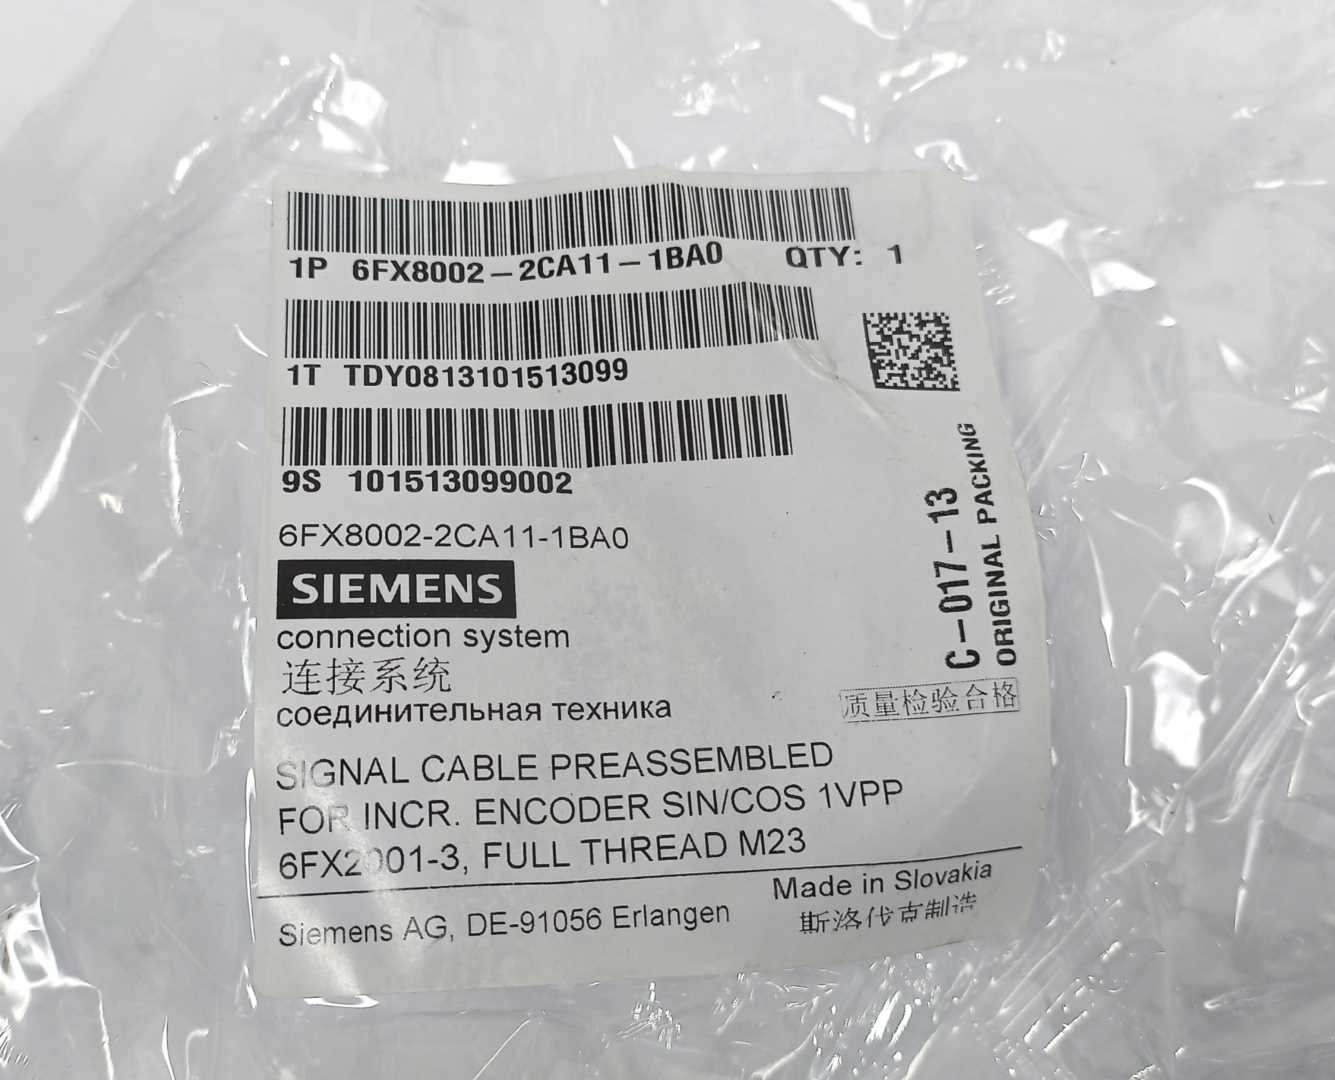 1P 6FX8002-2CA11-1BA0 QTY: 1
1T TDY0813101513099
9S 101513099002
6FX8002-2CA11-1BA0
SIEMENS
connection system
连接系统
соединительная техника
C-017-13
ORIGINAL PACKING
质量检验合格
SIGNAL CABLE PREASSEMBLED
FOR INCR. ENCODER SIN/COS 1VPP
6FX2001-3, FULL THREAD M23
Made in Slovakia
斯洛伐克制造
Siemens AG, DE-91056 Erlangen